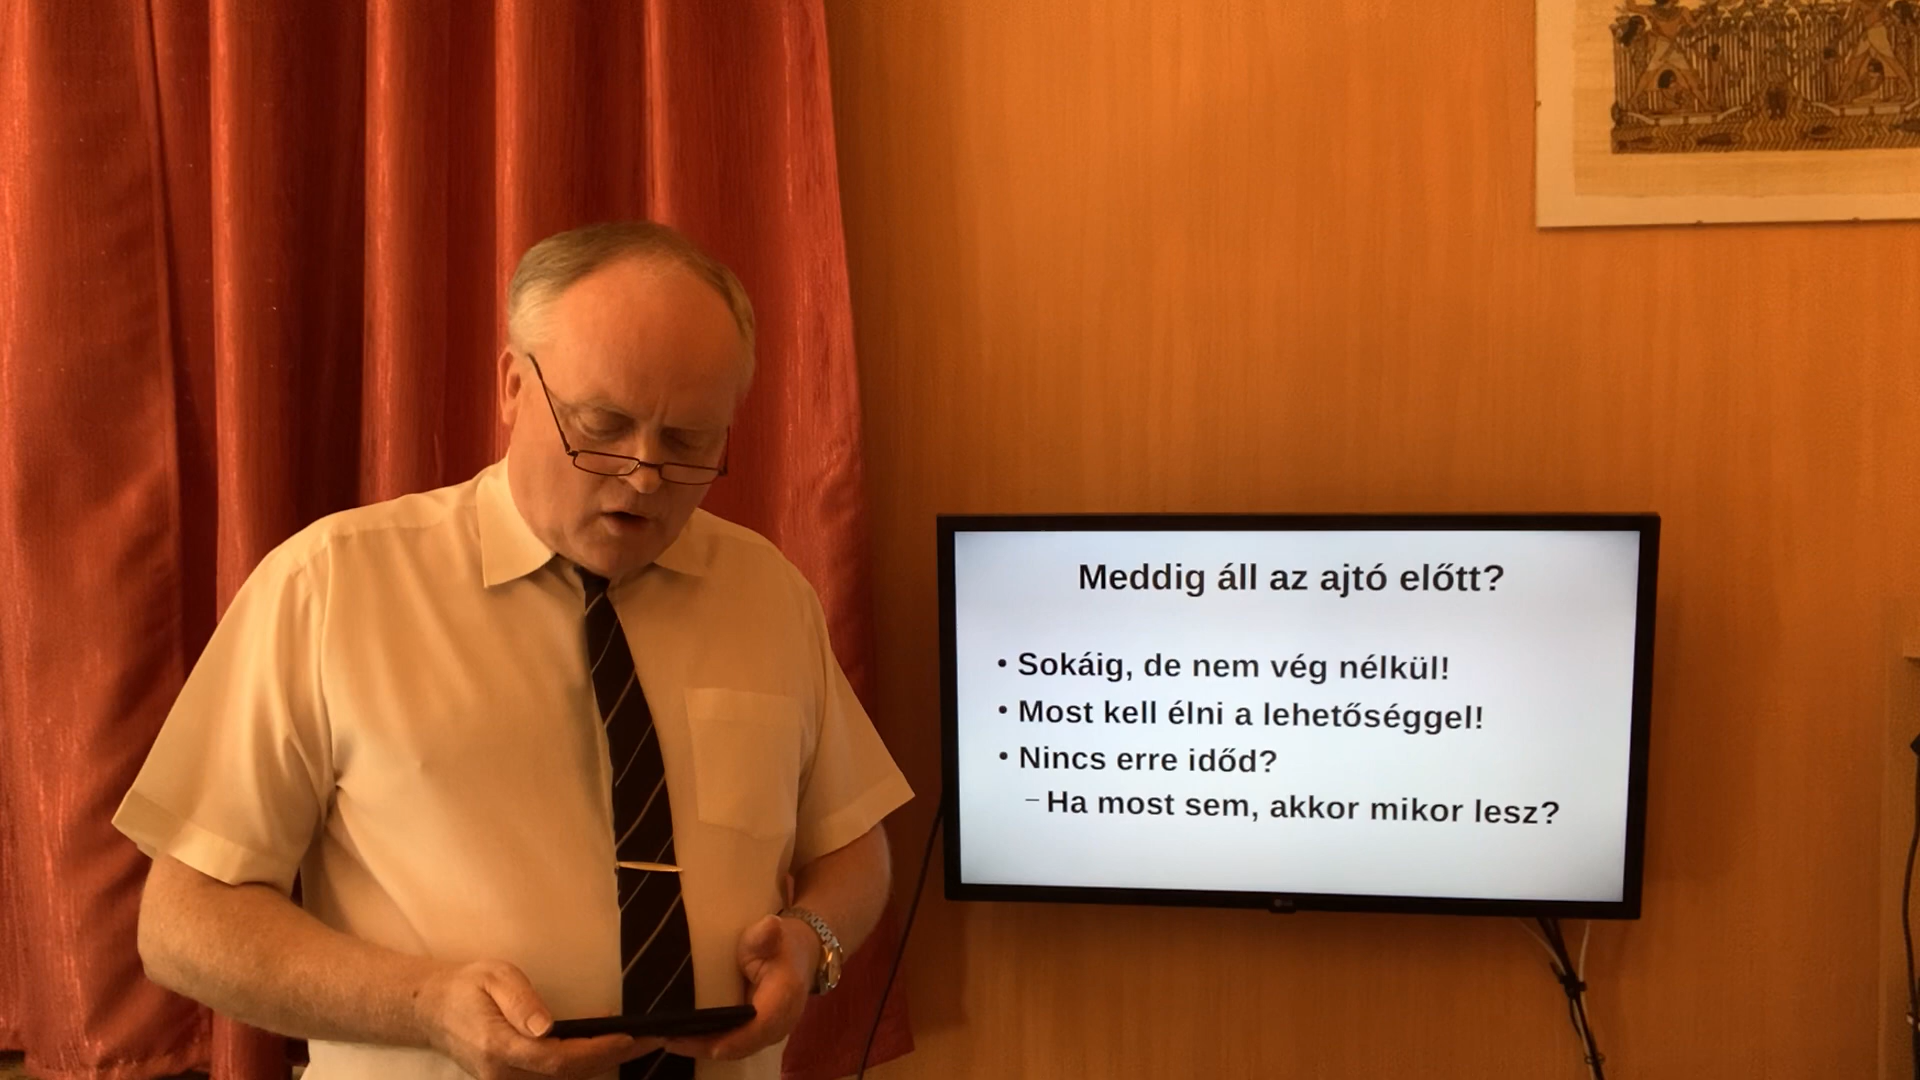 Meddig áll az ajtó előtt?
• Sokáig, de nem vég nélkül!
• Most kell élni a lehetőséggel!
• Nincs erre időd?
– Ha most sem, akkor mikor lesz?